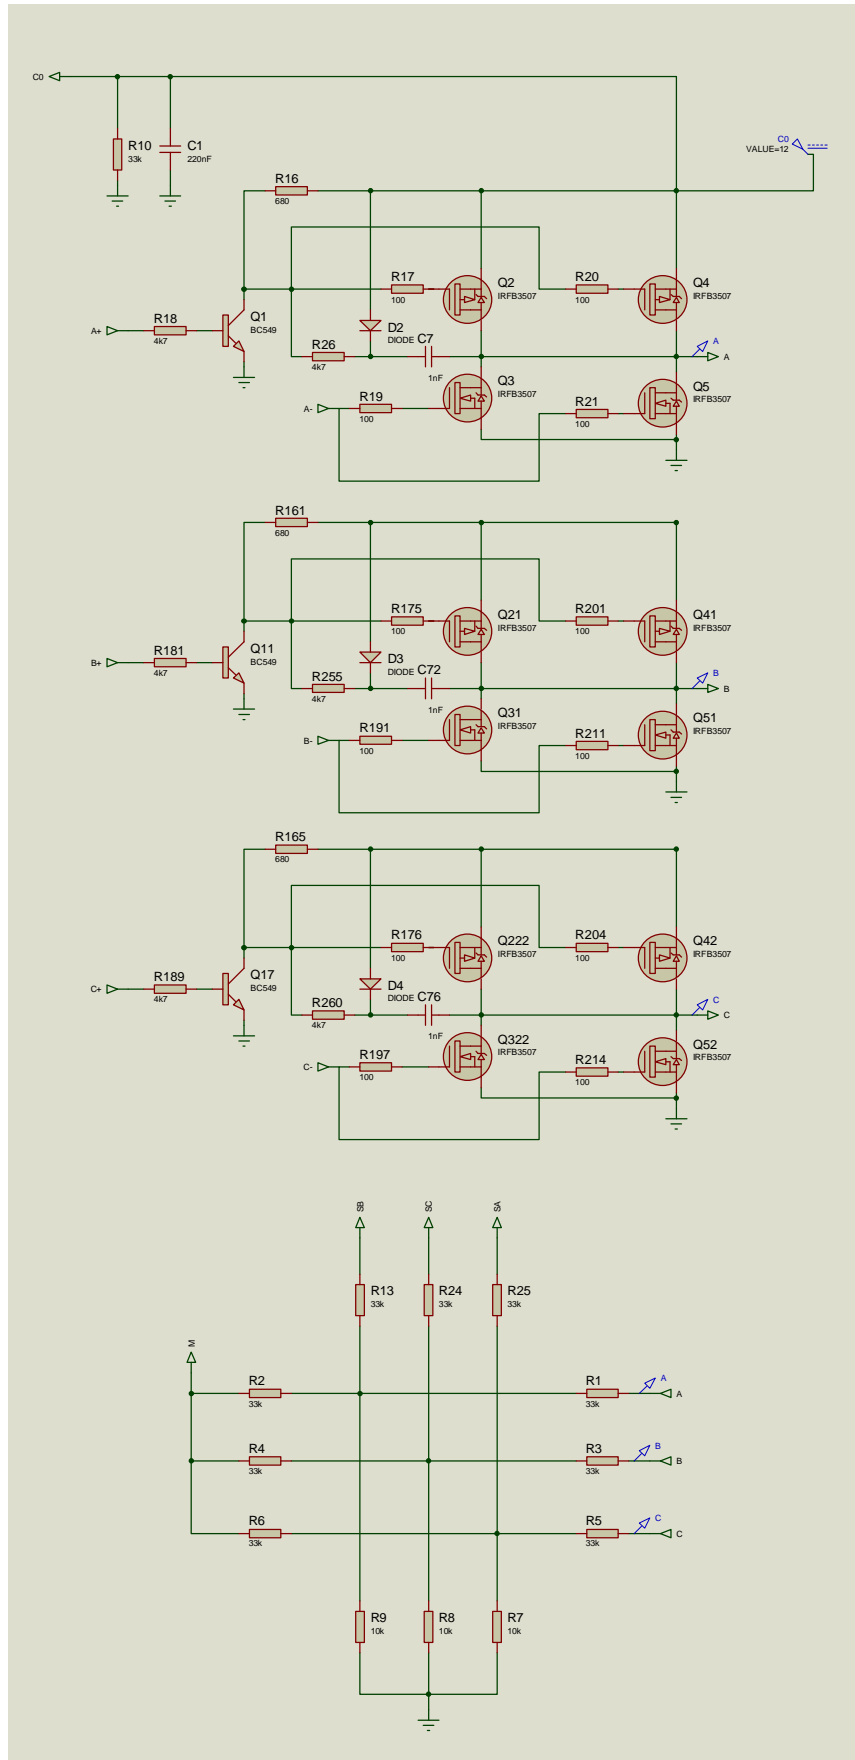 C0
R10
33k
C1
220nF
C0
VALUE=12
R16
680
R17
100
Q2
IRFB3507
R20
100
Q4
IRFB3507
A+
R18
4k7
Q1
BC549
D2
DIODE
C7
1nF
R26
4k7
A
A
A-
R19
100
Q3
IRFB3507
R21
100
Q5
IRFB3507
R161
680
R175
100
Q21
IRFB3507
R201
100
Q41
IRFB3507
B+
R181
4k7
Q11
BC549
D3
DIODE
C72
1nF
R255
4k7
B
B
B-
R191
100
Q31
IRFB3507
R211
100
Q51
IRFB3507
R165
680
R176
100
Q222
IRFB3507
R204
100
Q42
IRFB3507
C+
R189
4k7
Q17
BC549
D4
DIODE
C76
1nF
R260
4k7
C
C
C-
R197
100
Q322
IRFB3507
R214
100
Q52
IRFB3507
SB
SC
SA
R13
33k
R24
33k
R25
33k
M
R2
33k
R1
33k
A
A
R4
33k
R3
33k
B
B
R6
33k
R5
33k
C
C
R9
10k
R8
10k
R7
10k